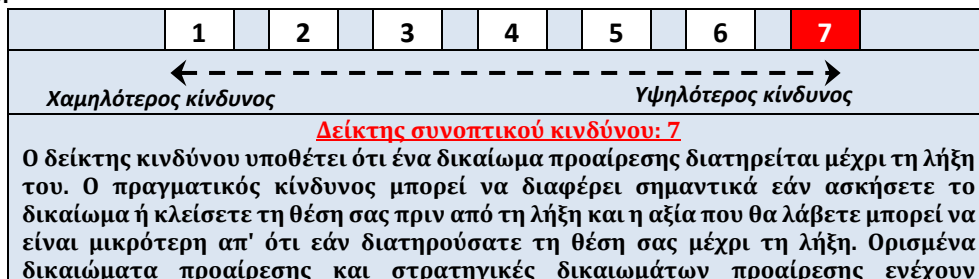 1 2 3 4 5 6 7
Χαμηλότερος κίνδυνος Υψηλότερος κίνδυνος
Δείκτης συνοπτικού κινδύνου: 7
Ο δείκτης κινδύνου υποθέτει ότι ένα δικαίωμα προαίρεσης διατηρείται μέχρι τη λήξη
του. Ο πραγματικός κίνδυνος μπορεί να διαφέρει σημαντικά εάν ασκήσετε το
δικαίωμα ή κλείσετε τη θέση σας πριν από τη λήξη και η αξία που θα λάβετε μπορεί να
είναι μικρότερη απ' ότι εάν διατηρούσατε τη θέση σας μέχρι τη λήξη. Ορισμένα
δικαιώματα προαίρεσης και στρατηγικές δικαιωμάτων προαίρεσης ενέχουν